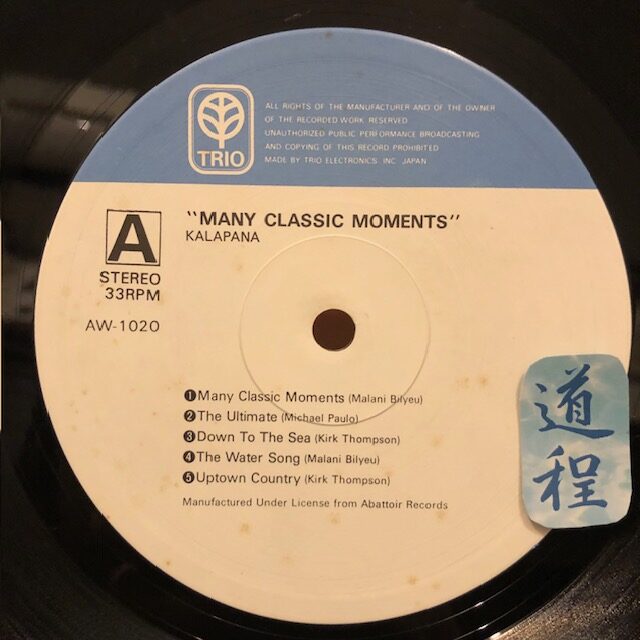 TRIO
ALL RIGHTS OF THE MANUFACTURER AND OF THE OWNER
OF THE RECORDED WORK RESERVED
UNAUTHORIZED PUBLIC PERFORMANCE BROADCASTING
AND COPYING OF THIS RECORD PROHIBITED
MADE BY TRIO ELECTRONICS INC JAPAN
A
STEREO
33RPM
AW-1020
"MANY CLASSIC MOMENTS"
KALAPANA
❶Many Classic Moments (Malani Bilyeu)
❷The Ultimate (Michael Paulo)
❸Down To The Sea (Kirk Thompson)
❹The Water Song (Malani Bilyeu)
❺Uptown Country (Kirk Thompson)
Manufactured Under License from Abattoir Records
道程